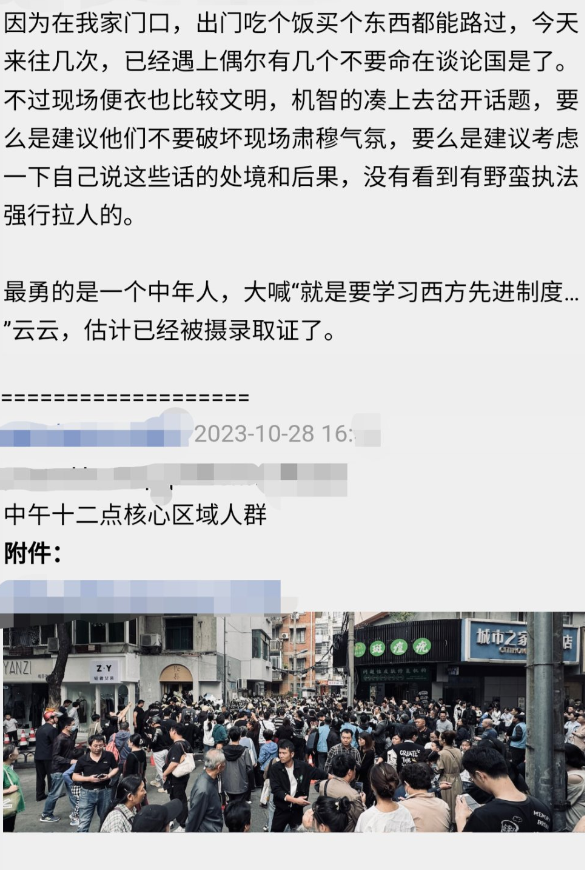 因为在我家门口，出门吃个饭买个东西都能路过，今天
来往几次，已经遇上偶尔有几个不要命在谈论国是了。
不过现场便衣也比较文明，机智的凑上去岔开话题，要
么是建议他们不要破坏现场肃穆气氛，要么是建议考虑
一下自己说这些话的处境和后果，没有看到有野蛮执法
强行拉人的。
最勇的是一个中年人，大喊“就是要学习西方先进制度…
”云云，估计已经被摄录取证了。
===================
2023-10-28 16:
中午十二点核心区域人群
附件：
YANZI
Z·Y
斑痘疣
城市之家
店